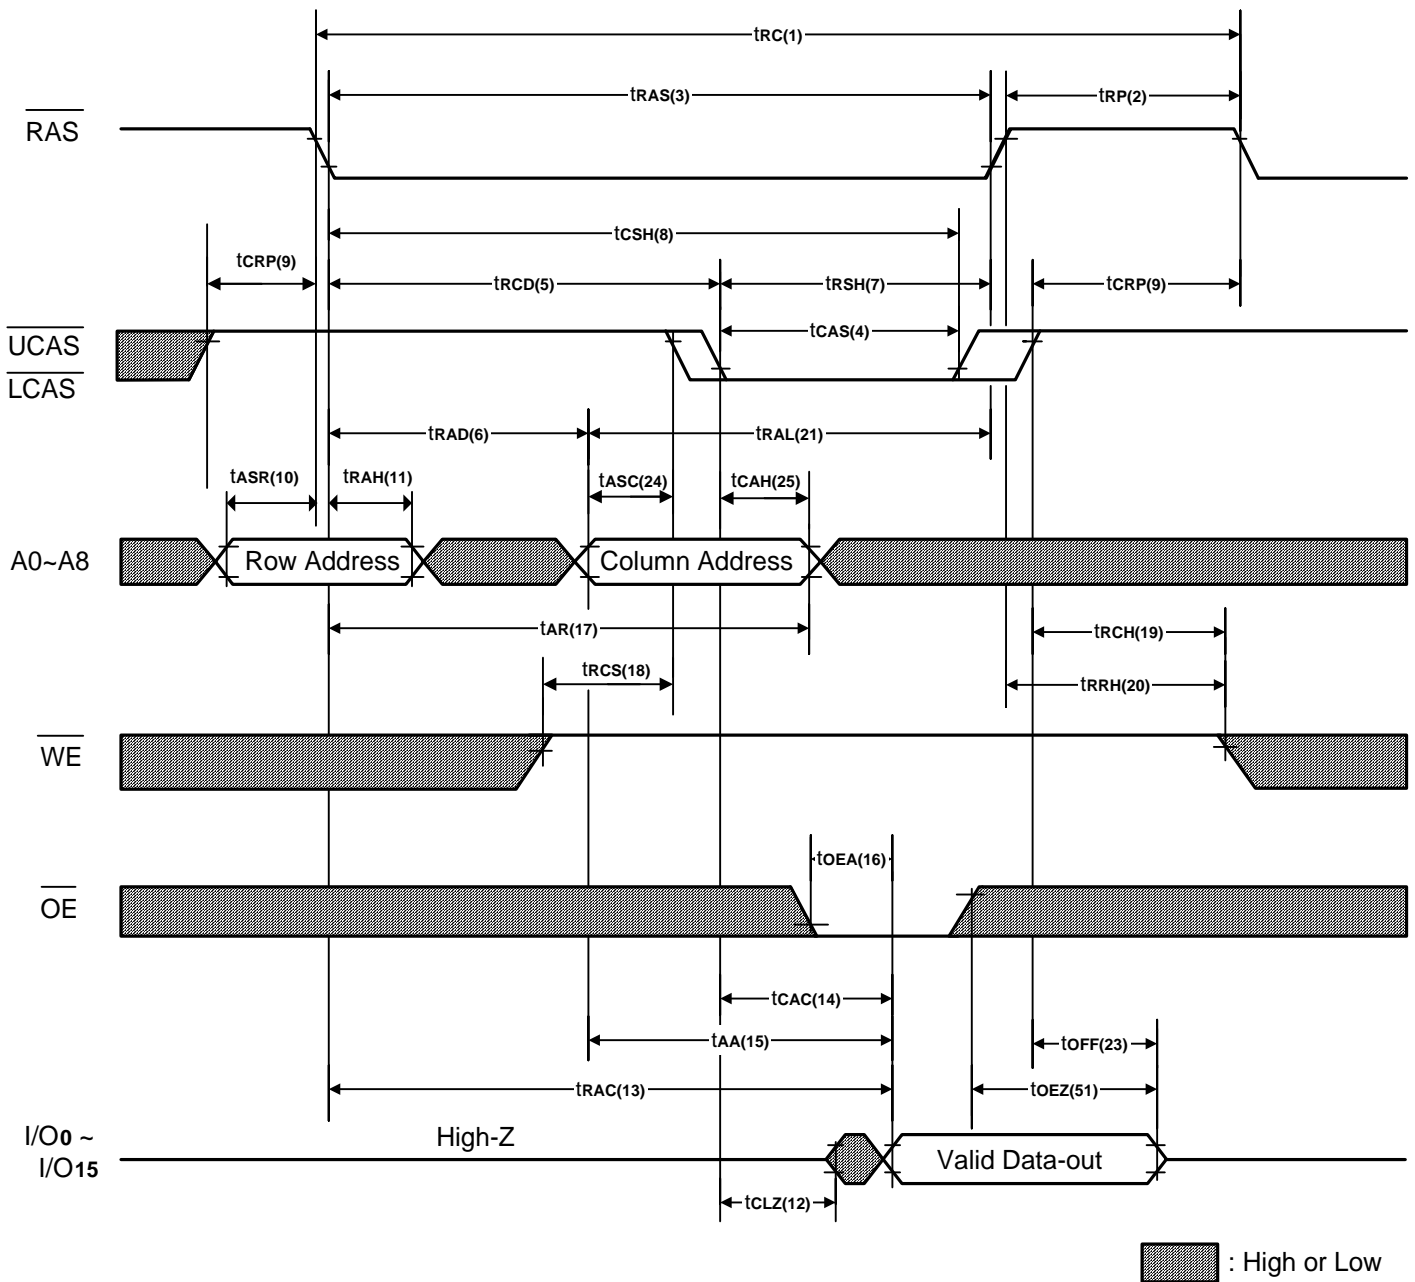 tRC(1)
tRAS(3)
tRP(2)
RAS
tCSH(8)
tCRP(9)
tRCD(5)
tRSH(7)
tCRP(9)
UCAS
tCAS(4)
LCAS
tRAD(6)
tRAL(21)
tASR(10)
tRAH(11)
tASC(24)
tCAH(25)
A0~A8
Row Address
Column Address
tAR(17)
tRCH(19)
tRCS(18)
tRRH(20)
WE
tOEA(16)
OE
tCAC(14)
tAA(15)
tOFF(23)
tRAC(13)
tOEZ(51)
I/O0 ~
High-Z
I/O15
Valid Data-out
tCLZ(12)
: High or Low